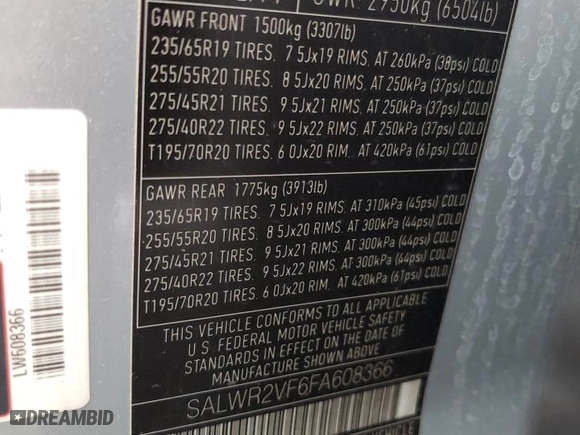 GVWR: 2950kg (6504lb)
GAWR FRONT 1500kg (3307lb)
235/65R19 TIRES. 7 5Jx19 RIMS, AT 260kPa (38psi) COLD
255/55R20 TIRES. 8 5Jx20 RIMS, AT 250kPa (37psi) COLD
275/45R21 TIRES. 9 5Jx21 RIMS, AT 250kPa (37psi) COLD
275/40R22 TIRES. 9 5Jx22 RIMS, AT 250kPa (37psi) COLD
T195/70R20 TIRES. 6 0Jx20 RIM, AT 420kPa (61psi) COLD
GAWR REAR 1775kg (3913lb)
235/65R19 TIRES. 7 5Jx19 RIMS, AT 310kPa (45psi) COLD
255/55R20 TIRES. 8 5Jx20 RIMS, AT 300kPa (44psi) COLD
275/45R21 TIRES. 9 5Jx21 RIMS, AT 300kPa (44psi) COLD
275/40R22 TIRES. 9 5Jx22 RIMS, AT 300kPa (44psi) COLD
T195/70R20 TIRES. 6 0Jx20 RIM, AT 420kPa (61psi) COLD
THIS VEHICLE CONFORMS TO ALL APPLICABLE
U S FEDERAL MOTOR VEHICLE SAFETY
STANDARDS IN EFFECT ON THE DATE OF
MANUFACTURE SHOWN ABOVE
SALWR2VF6FA608366
LW608366
DREAMBID